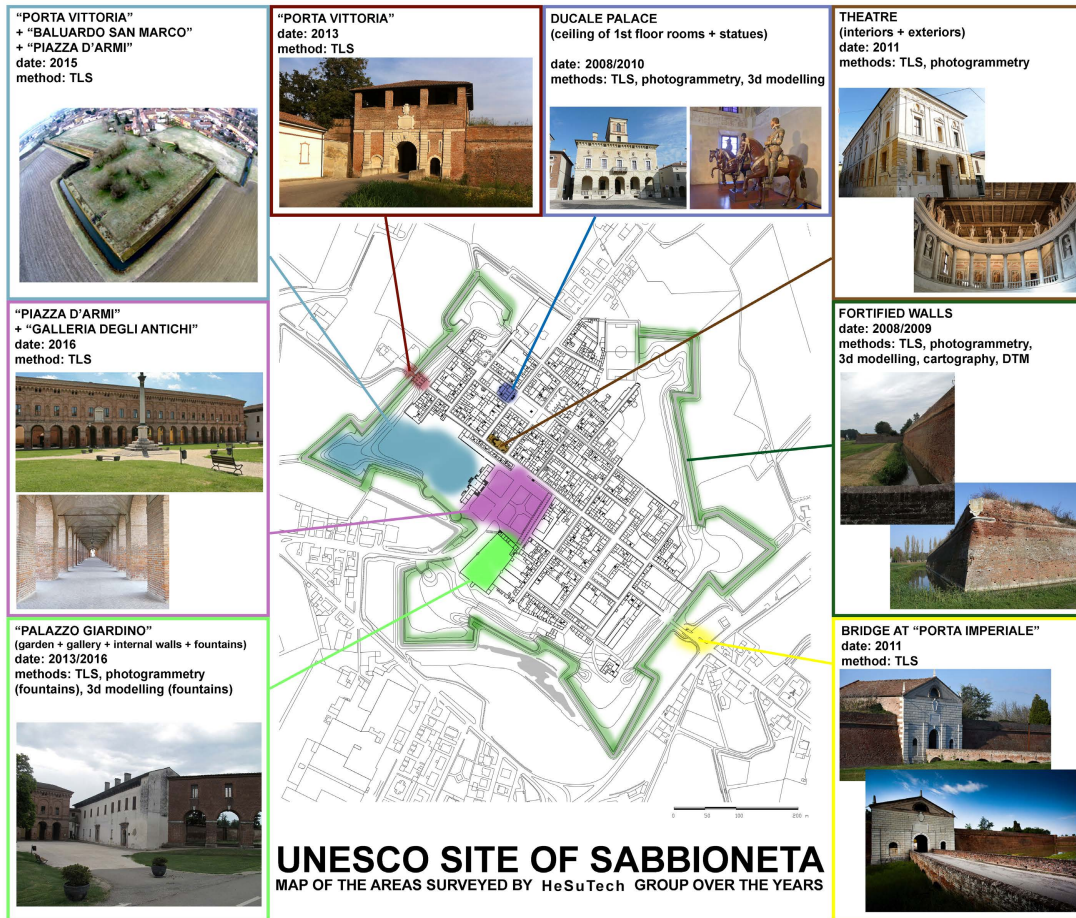 “PORTA VITTORIA”
+ “BALUARDO SAN MARCO”
+ “PIAZZA D’ARMI”
date: 2015
method: TLS
“PORTA VITTORIA”
date: 2013
method: TLS
DUCALE PALACE
(ceiling of 1st floor rooms + statues)
date: 2008/2010
methods: TLS, photogrammetry, 3d modelling
THEATRE
(interiors + exteriors)
date: 2011
methods: TLS, photogrammetry
“PIAZZA D’ARMI”
+ “GALLERIA DEGLI ANTICHI”
date: 2016
method: TLS
FORTIFIED WALLS
date: 2008/2009
methods: TLS, photogrammetry,
3d modelling, cartography, DTM
“PALAZZO GIARDINO”
(garden + gallery + internal walls + fountains)
date: 2013/2016
methods: TLS, photogrammetry
(fountains), 3d modelling (fountains)
BRIDGE AT “PORTA IMPERIALE”
date: 2011
method: TLS
0 50 100 200 m
UNESCO SITE OF SABBIONETA
MAP OF THE AREAS SURVEYED BY HeSuTech GROUP OVER THE YEARS